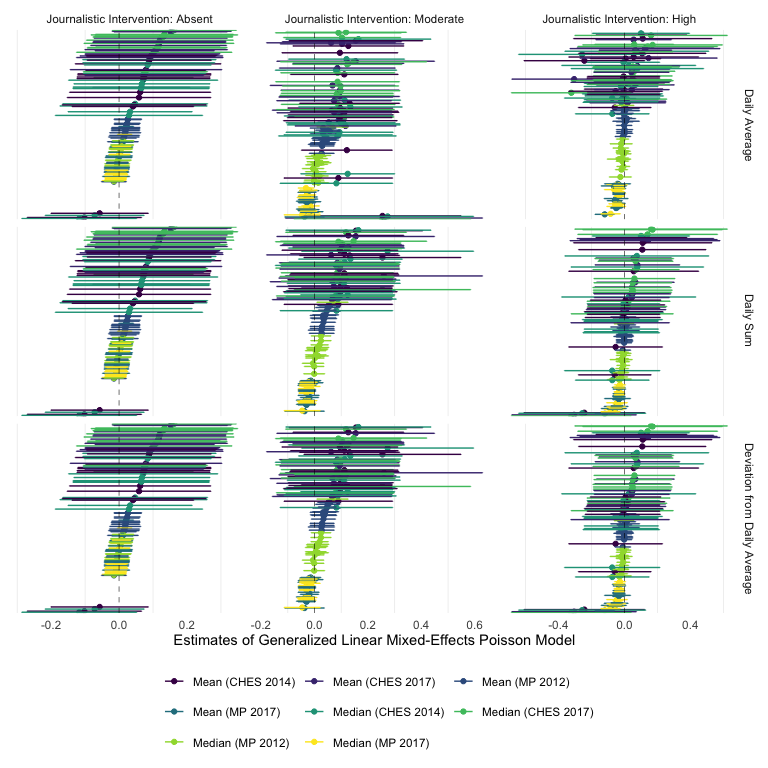 Journalistic Intervention: Absent
Journalistic Intervention: Moderate
Journalistic Intervention: High
Daily Average
Daily Sum
Deviation from Daily Average
-0.2 0.0 0.2
-0.2 0.0 0.2 0.4 0.6
-0.4 0.0 0.4
Estimates of Generalized Linear Mixed-Effects Poisson Model
Mean (CHES 2014) Mean (CHES 2017) Mean (MP 2012)
Mean (MP 2017) Median (CHES 2014) Median (CHES 2017)
Median (MP 2012) Median (MP 2017)